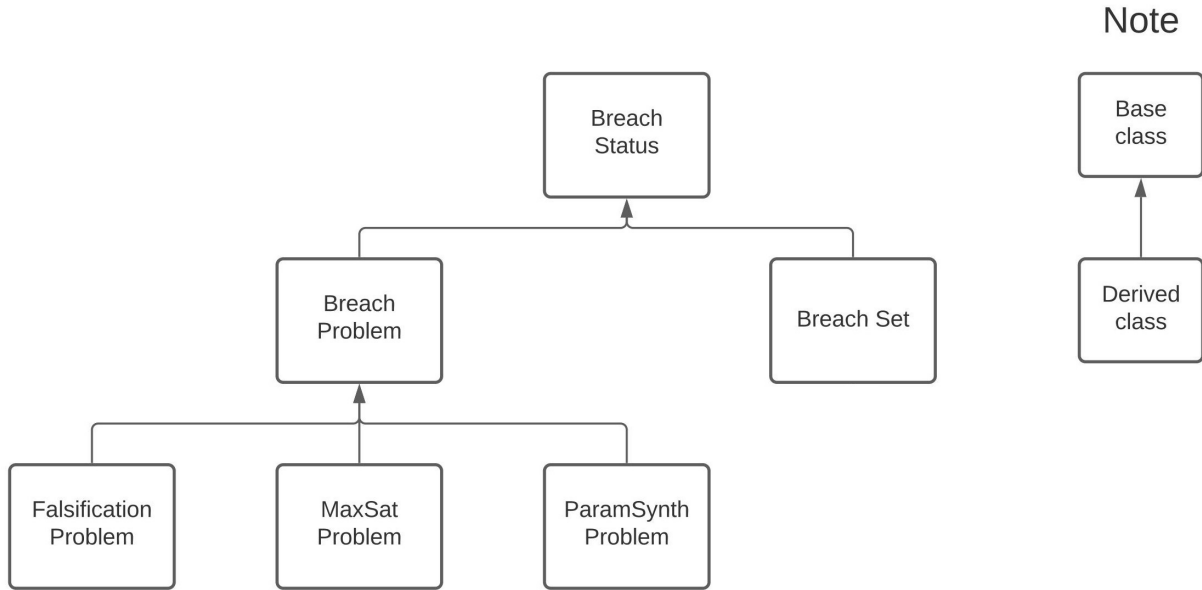 Note
Breach
Status
Base
class
Breach
Problem
Breach Set
Derived
class
Falsification
Problem
MaxSat
Problem
ParamSynth
Problem